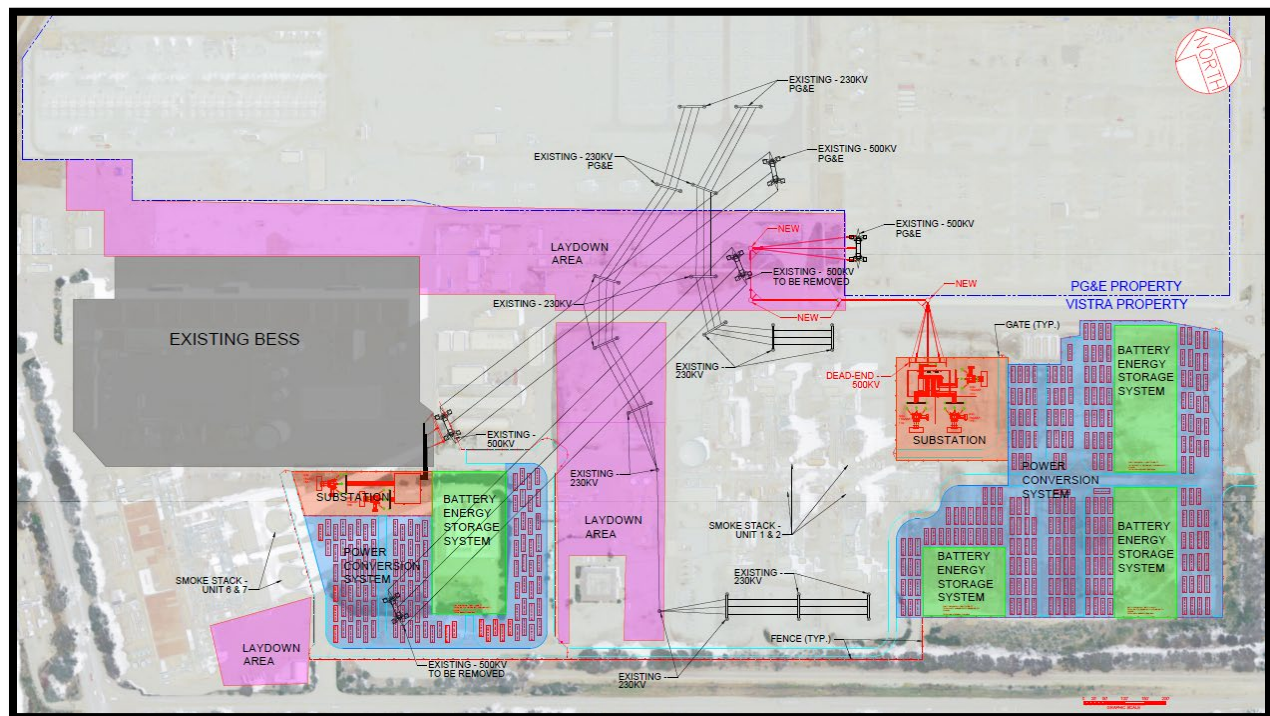 NORTH
EXISTING - 230KV
PG&E
EXISTING - 230KV
PG&E
EXISTING - 500KV
PG&E
EXISTING - 500KV
PG&E
NEW
LAYDOWN
AREA
EXISTING - 500KV
TO BE REMOVED
NEW
PG&E PROPERTY
VISTRA PROPERTY
EXISTING - 230KV
NEW
GATE (TYP.)
EXISTING BESS
EXISTING
230KV
BATTERY
ENERGY
STORAGE
SYSTEM
DEAD-END -
500KV
EXISTING -
500KV
SUBSTATION
EXISTING -
230KV
POWER
CONVERSION
SYSTEM
SUBSTATION
BATTERY
ENERGY
STORAGE
SYSTEM
LAYDOWN
AREA
SMOKE STACK -
UNIT 1 & 2
BATTERY
ENERGY
STORAGE
SYSTEM
POWER
CONVERSION
SYSTEM
BATTERY
ENERGY
STORAGE
SYSTEM
SMOKE STACK -
UNIT 6 & 7
EXISTING -
230KV
LAYDOWN
AREA
FENCE (TYP.)
EXISTING - 500KV
TO BE REMOVED
EXISTING -
230KV
GRAPHIC SCALE